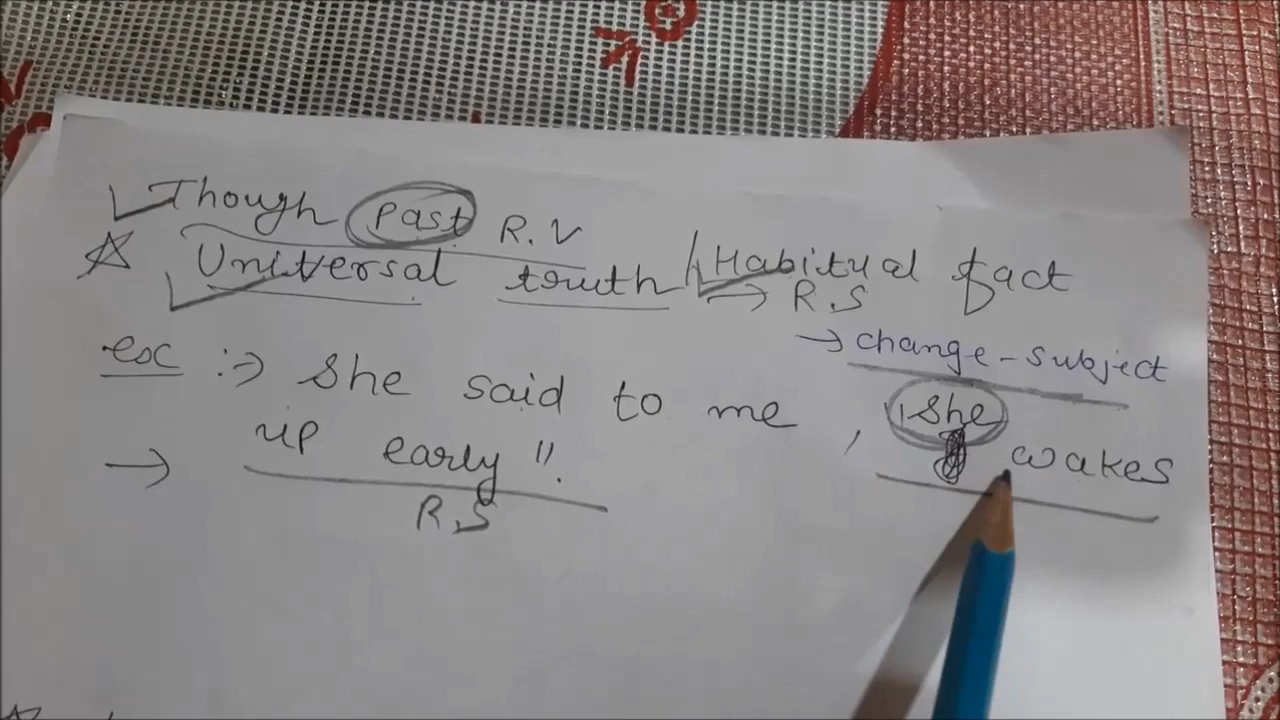 Though Past R.V
Universal truth / Habitual fact
→ R.S
→ change-subject
ex :→ She said to me , "She wakes
→ up early".
R.S